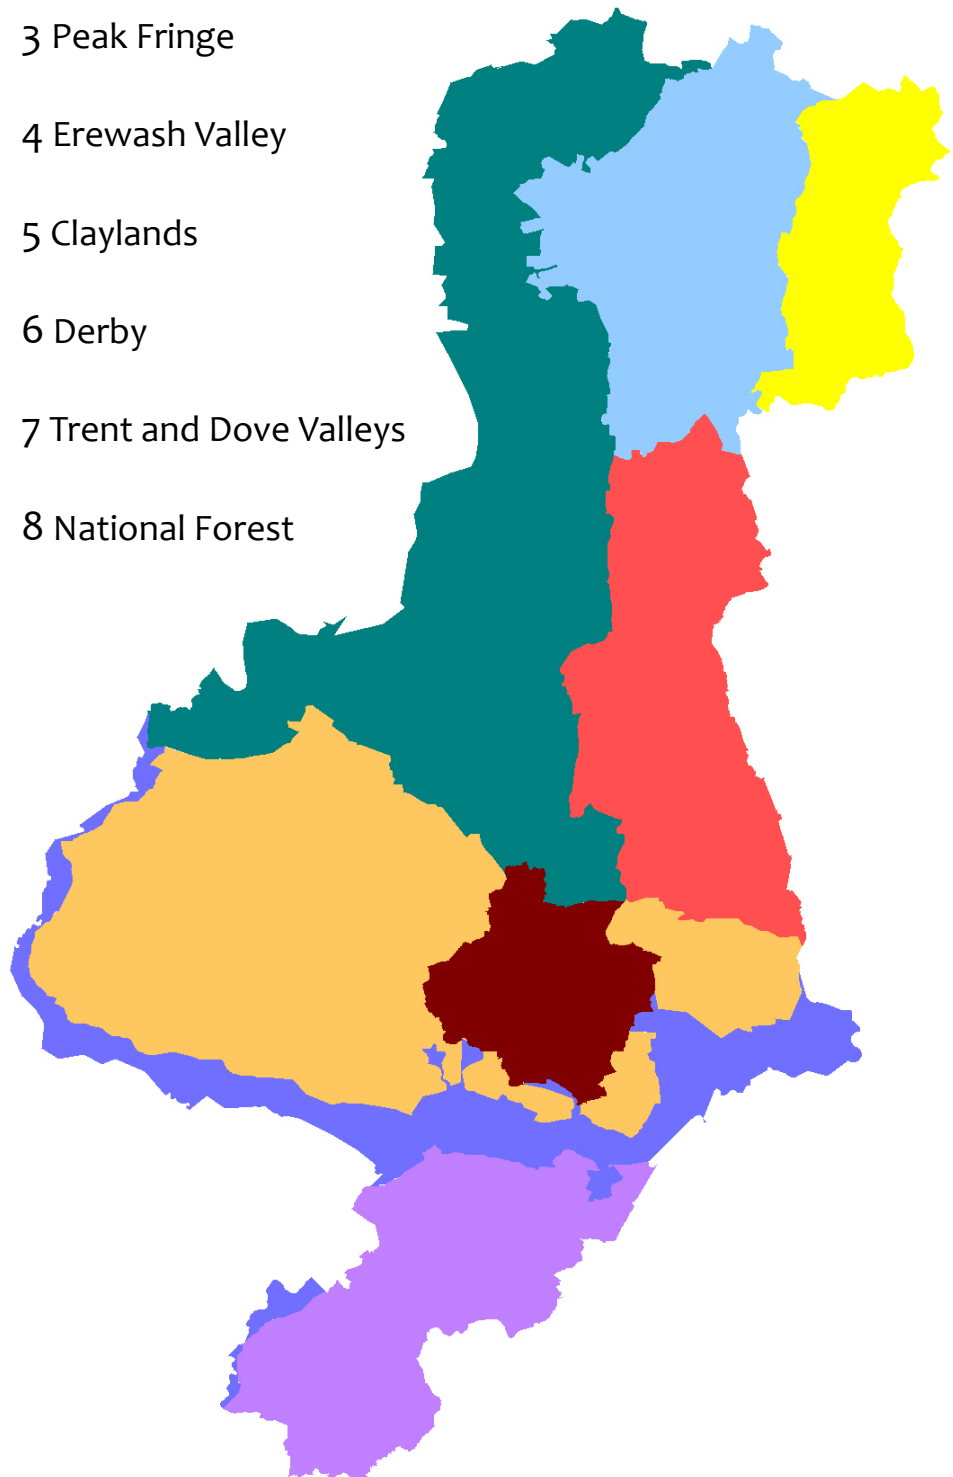 3 Peak Fringe
4 Erewash Valley
5 Claylands
6 Derby
7 Trent and Dove Valleys
8 National Forest